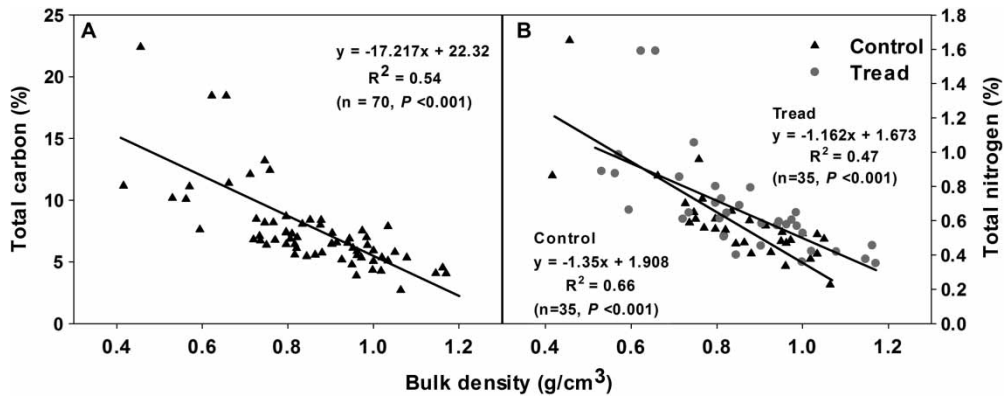 A
y = -17.217x + 22.32
R² = 0.54
(n = 70, P <0.001)
Total carbon (%)
25
20
15
10
5
0
0.4 0.6 0.8 1.0 1.2
B
Control
Tread
Tread
y = -1.162x + 1.673
R² = 0.47
(n=35, P <0.001)
Control
y = -1.35x + 1.908
R² = 0.66
(n=35, P <0.001)
1.8
1.6
1.4
1.2
1.0
0.8
0.6
0.4
0.2
0.0
Total nitrogen (%)
0.4 0.6 0.8 1.0 1.2
Bulk density (g/cm³)